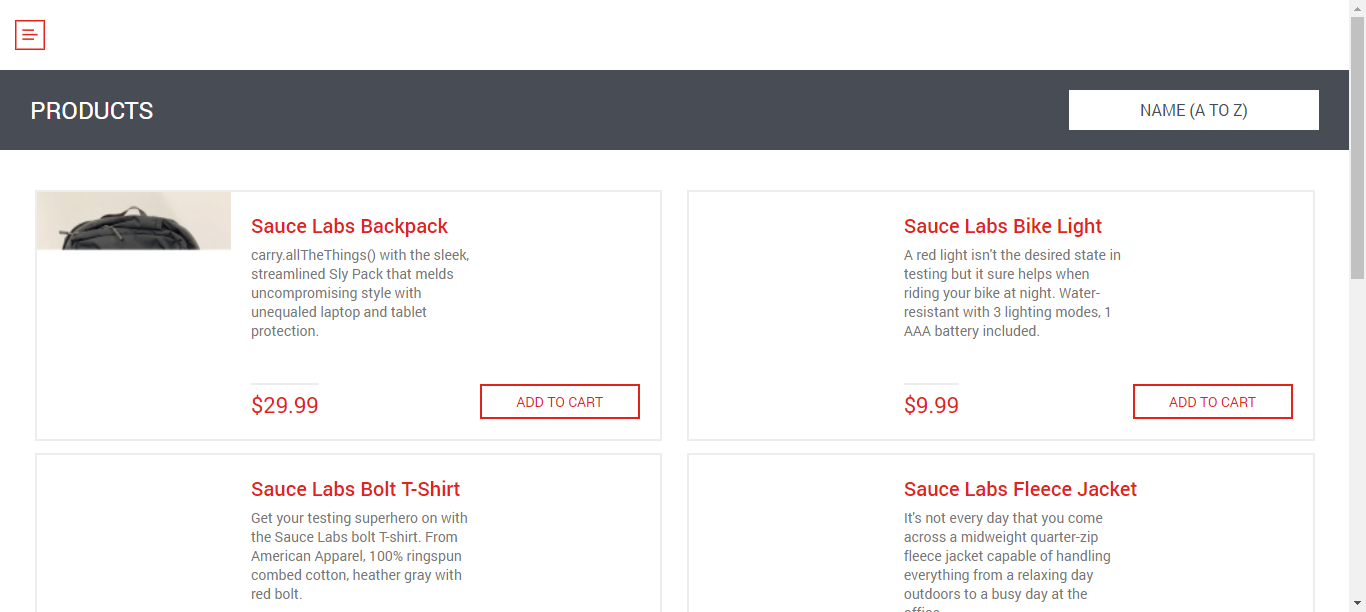 PRODUCTS
NAME (A TO Z)
Sauce Labs Backpack
carry.allTheThings() with the sleek,
streamlined Sly Pack that melds
uncompromising style with
unequaled laptop and tablet
protection.
$29.99
ADD TO CART
Sauce Labs Bike Light
A red light isn't the desired state in
testing but it sure helps when
riding your bike at night. Water-
resistant with 3 lighting modes, 1
AAA battery included.
$9.99
ADD TO CART
Sauce Labs Bolt T-Shirt
Get your testing superhero on with
the Sauce Labs bolt T-shirt. From
American Apparel, 100% ringspun
combed cotton, heather gray with
red bolt.
Sauce Labs Fleece Jacket
It's not every day that you come
across a midweight quarter-zip
fleece jacket capable of handling
everything from a relaxing day
outdoors to a busy day at the
office.